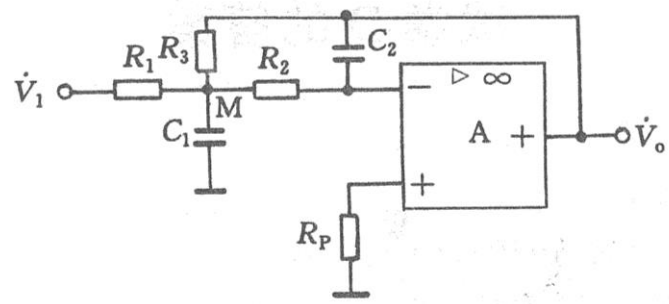 R₁ R₃ R₂ C₂
V̇₁ M − ▷ ∞
C₁ A + V̇ₒ
+
R_P